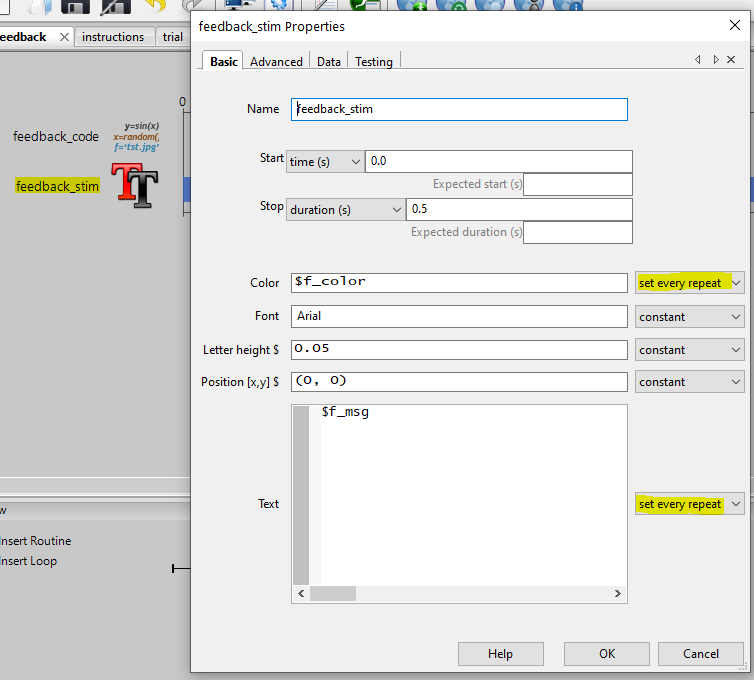 feedback_stim Properties
eedback
instructions
trial
Basic
Advanced
Data
Testing
0
Name
feedback_stim
y=sin(x)
x=random(,
f='tst.jpg'
feedback_code
Start
time (s)
0.0
Expected start (s)
feedback_stim
Stop
duration (s)
0.5
Expected duration (s)
Color
$f_color
set every repeat
Font
Arial
constant
Letter height $
0.05
constant
Position [x,y] $
(0, 0)
constant
$f_msg
Text
set every repeat
w
nsert Routine
nsert Loop
Help
OK
Cancel